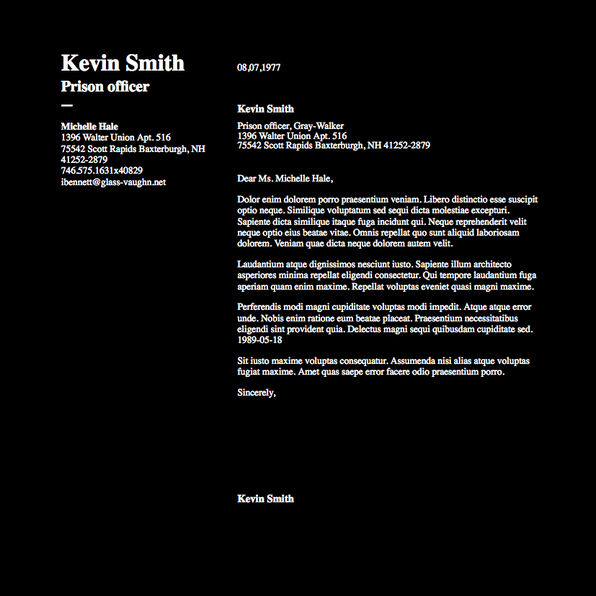 Kevin Smith
Prison officer
—
Michelle Hale
1396 Walter Union Apt. 516
75542 Scott Rapids Baxterburgh, NH
41252-2879
746.575.1631x40829
ibennett@glass-vaughn.net
08,07,1977
Kevin Smith
Prison officer, Gray-Walker
1396 Walter Union Apt. 516
75542 Scott Rapids Baxterburgh, NH 41252-2879
Dear Ms. Michelle Hale,
Dolor enim dolorem porro praesentium veniam. Libero distinctio esse suscipit
optio neque. Similique voluptatum sed sequi dicta molestiae excepturi.
Sapiente dicta similique itaque fuga incidunt qui. Neque reprehenderit velit
neque optio eius beatae vitae. Omnis repellat quo sunt aliquid laboriosam
dolorem. Veniam quae dicta neque dolorem autem velit.
Laudantium atque dignissimos nesciunt iusto. Sapiente illum architecto
asperiores minima repellat eligendi consectetur. Qui tempore laudantium fuga
aperiam quam enim maxime. Repellat voluptas eveniet quasi magni maxime.
Perferendis modi magni cupiditate voluptas modi impedit. Atque atque error
unde. Nobis enim ratione eum beatae placeat. Praesentium necessitatibus
eligendi sint provident quia. Delectus magni sequi quibusdam cupiditate sed.
1989-05-18
Sit iusto maxime voluptas consequatur. Assumenda nisi alias atque voluptas
fugiat maxime. Amet quas saepe error facere odio praesentium porro.
Sincerely,
Kevin Smith